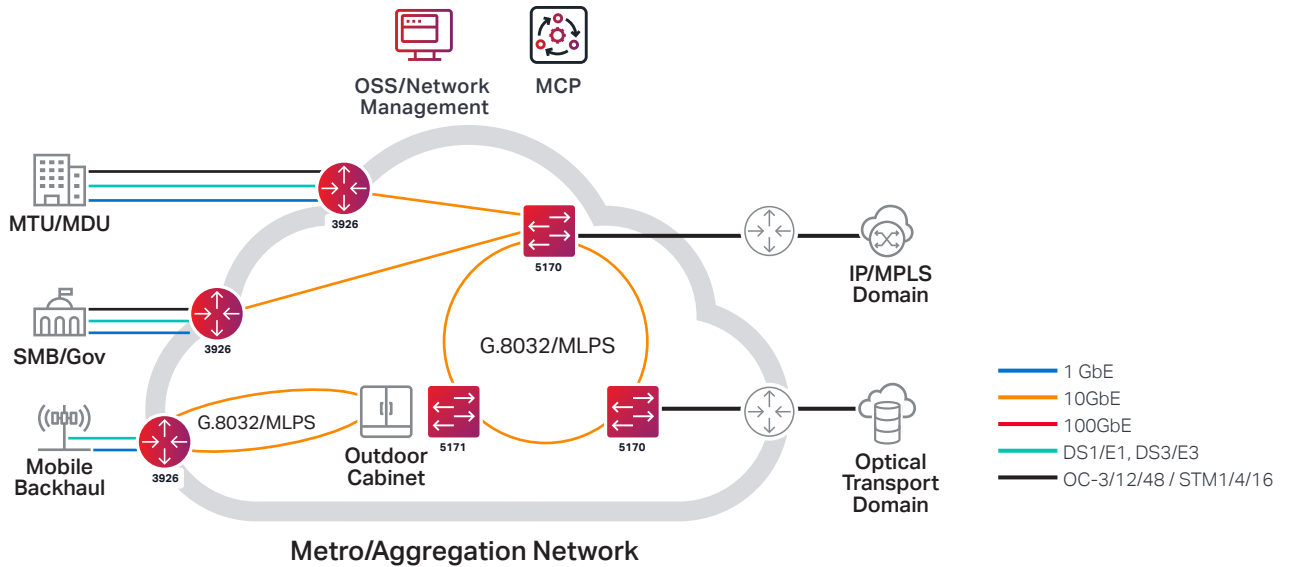 OSS/Network
Management
MCP
MTU/MDU
3926
5170
IP/MPLS
Domain
SMB/Gov
3926
G.8032/MLPS
1 GbE
10GbE
100GbE
DS1/E1, DS3/E3
OC-3/12/48 / STM1/4/16
G.8032/MLPS
Mobile
Backhaul
3926
Outdoor
Cabinet
5171
5170
Optical
Transport
Domain
Metro/Aggregation Network